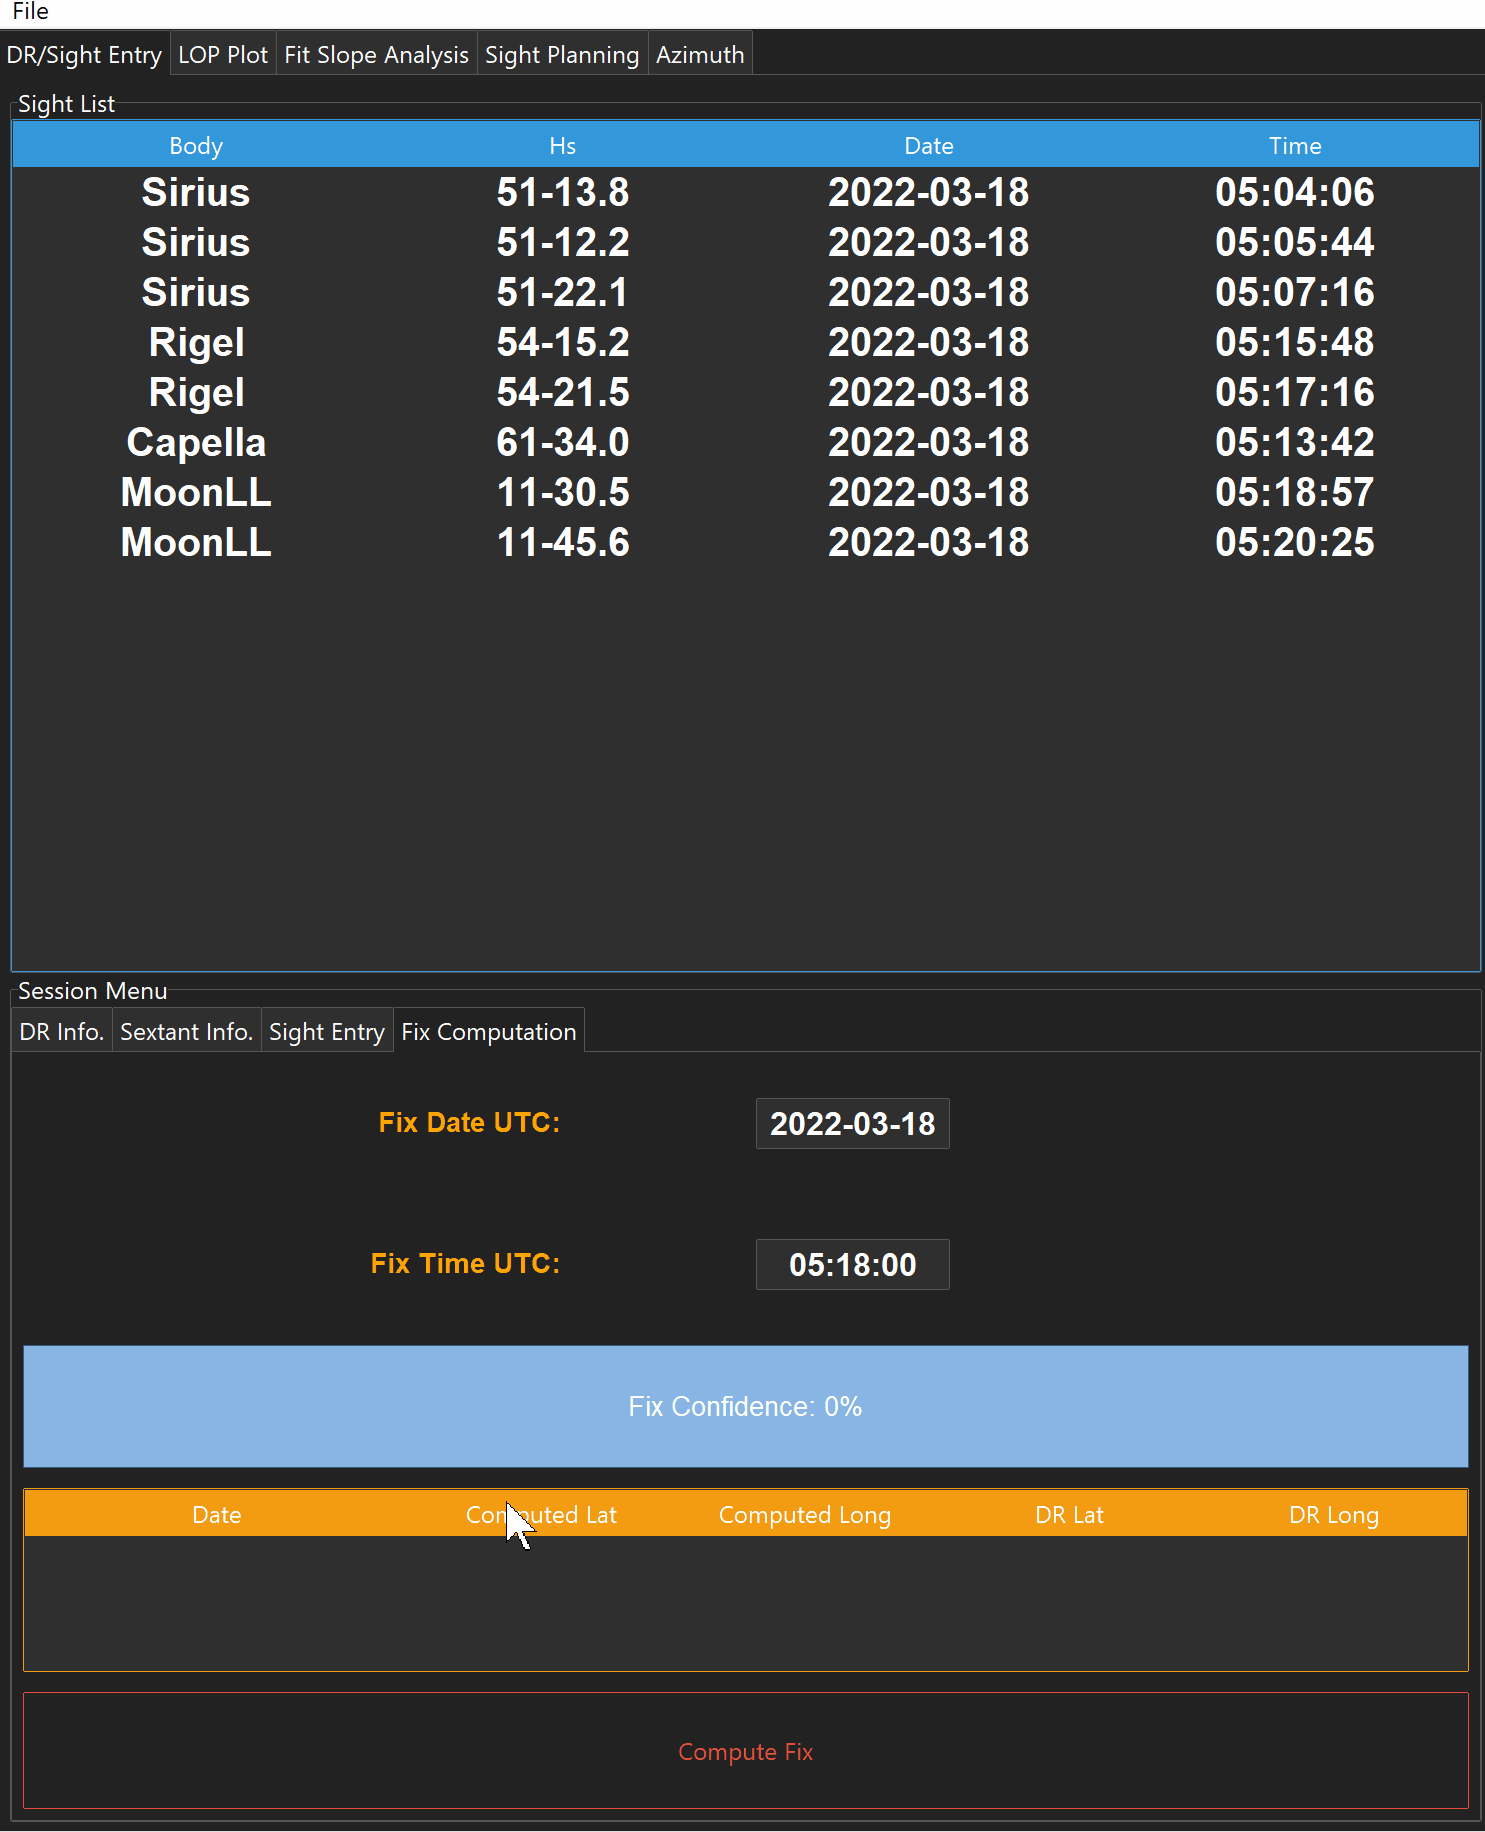 File
DR/Sight Entry LOP Plot Fit Slope Analysis Sight Planning Azimuth
Sight List
Body Hs Date Time
Sirius 51-13.8 2022-03-18 05:04:06
Sirius 51-12.2 2022-03-18 05:05:44
Sirius 51-22.1 2022-03-18 05:07:16
Rigel 54-15.2 2022-03-18 05:15:48
Rigel 54-21.5 2022-03-18 05:17:16
Capella 61-34.0 2022-03-18 05:13:42
MoonLL 11-30.5 2022-03-18 05:18:57
MoonLL 11-45.6 2022-03-18 05:20:25
Session Menu
DR Info. Sextant Info. Sight Entry Fix Computation
Fix Date UTC: 2022-03-18
Fix Time UTC: 05:18:00
Fix Confidence: 0%
Date Computed Lat Computed Long DR Lat DR Long
Compute Fix